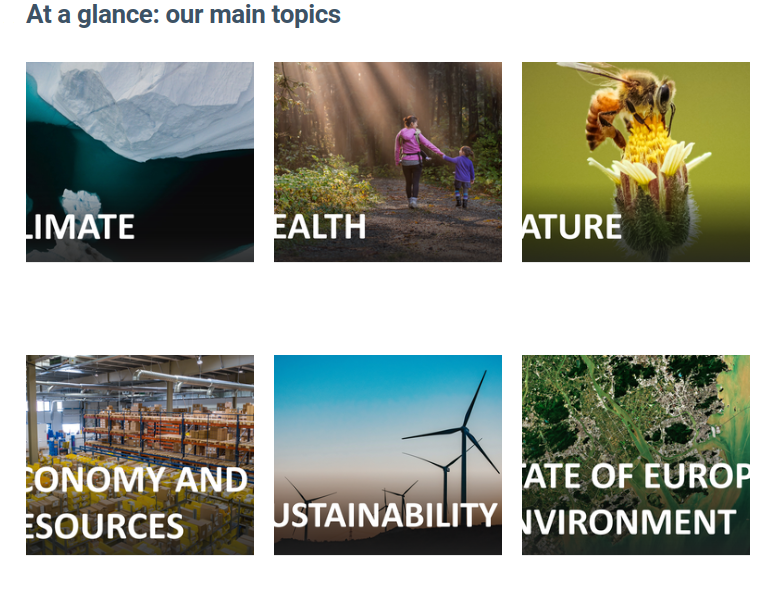 At a glance: our main topics
LIMATE
EALTH
ATURE
CONOMY AND
ESOURCES
USTAINABILITY
TATE OF EUROP
NVIRONMENT